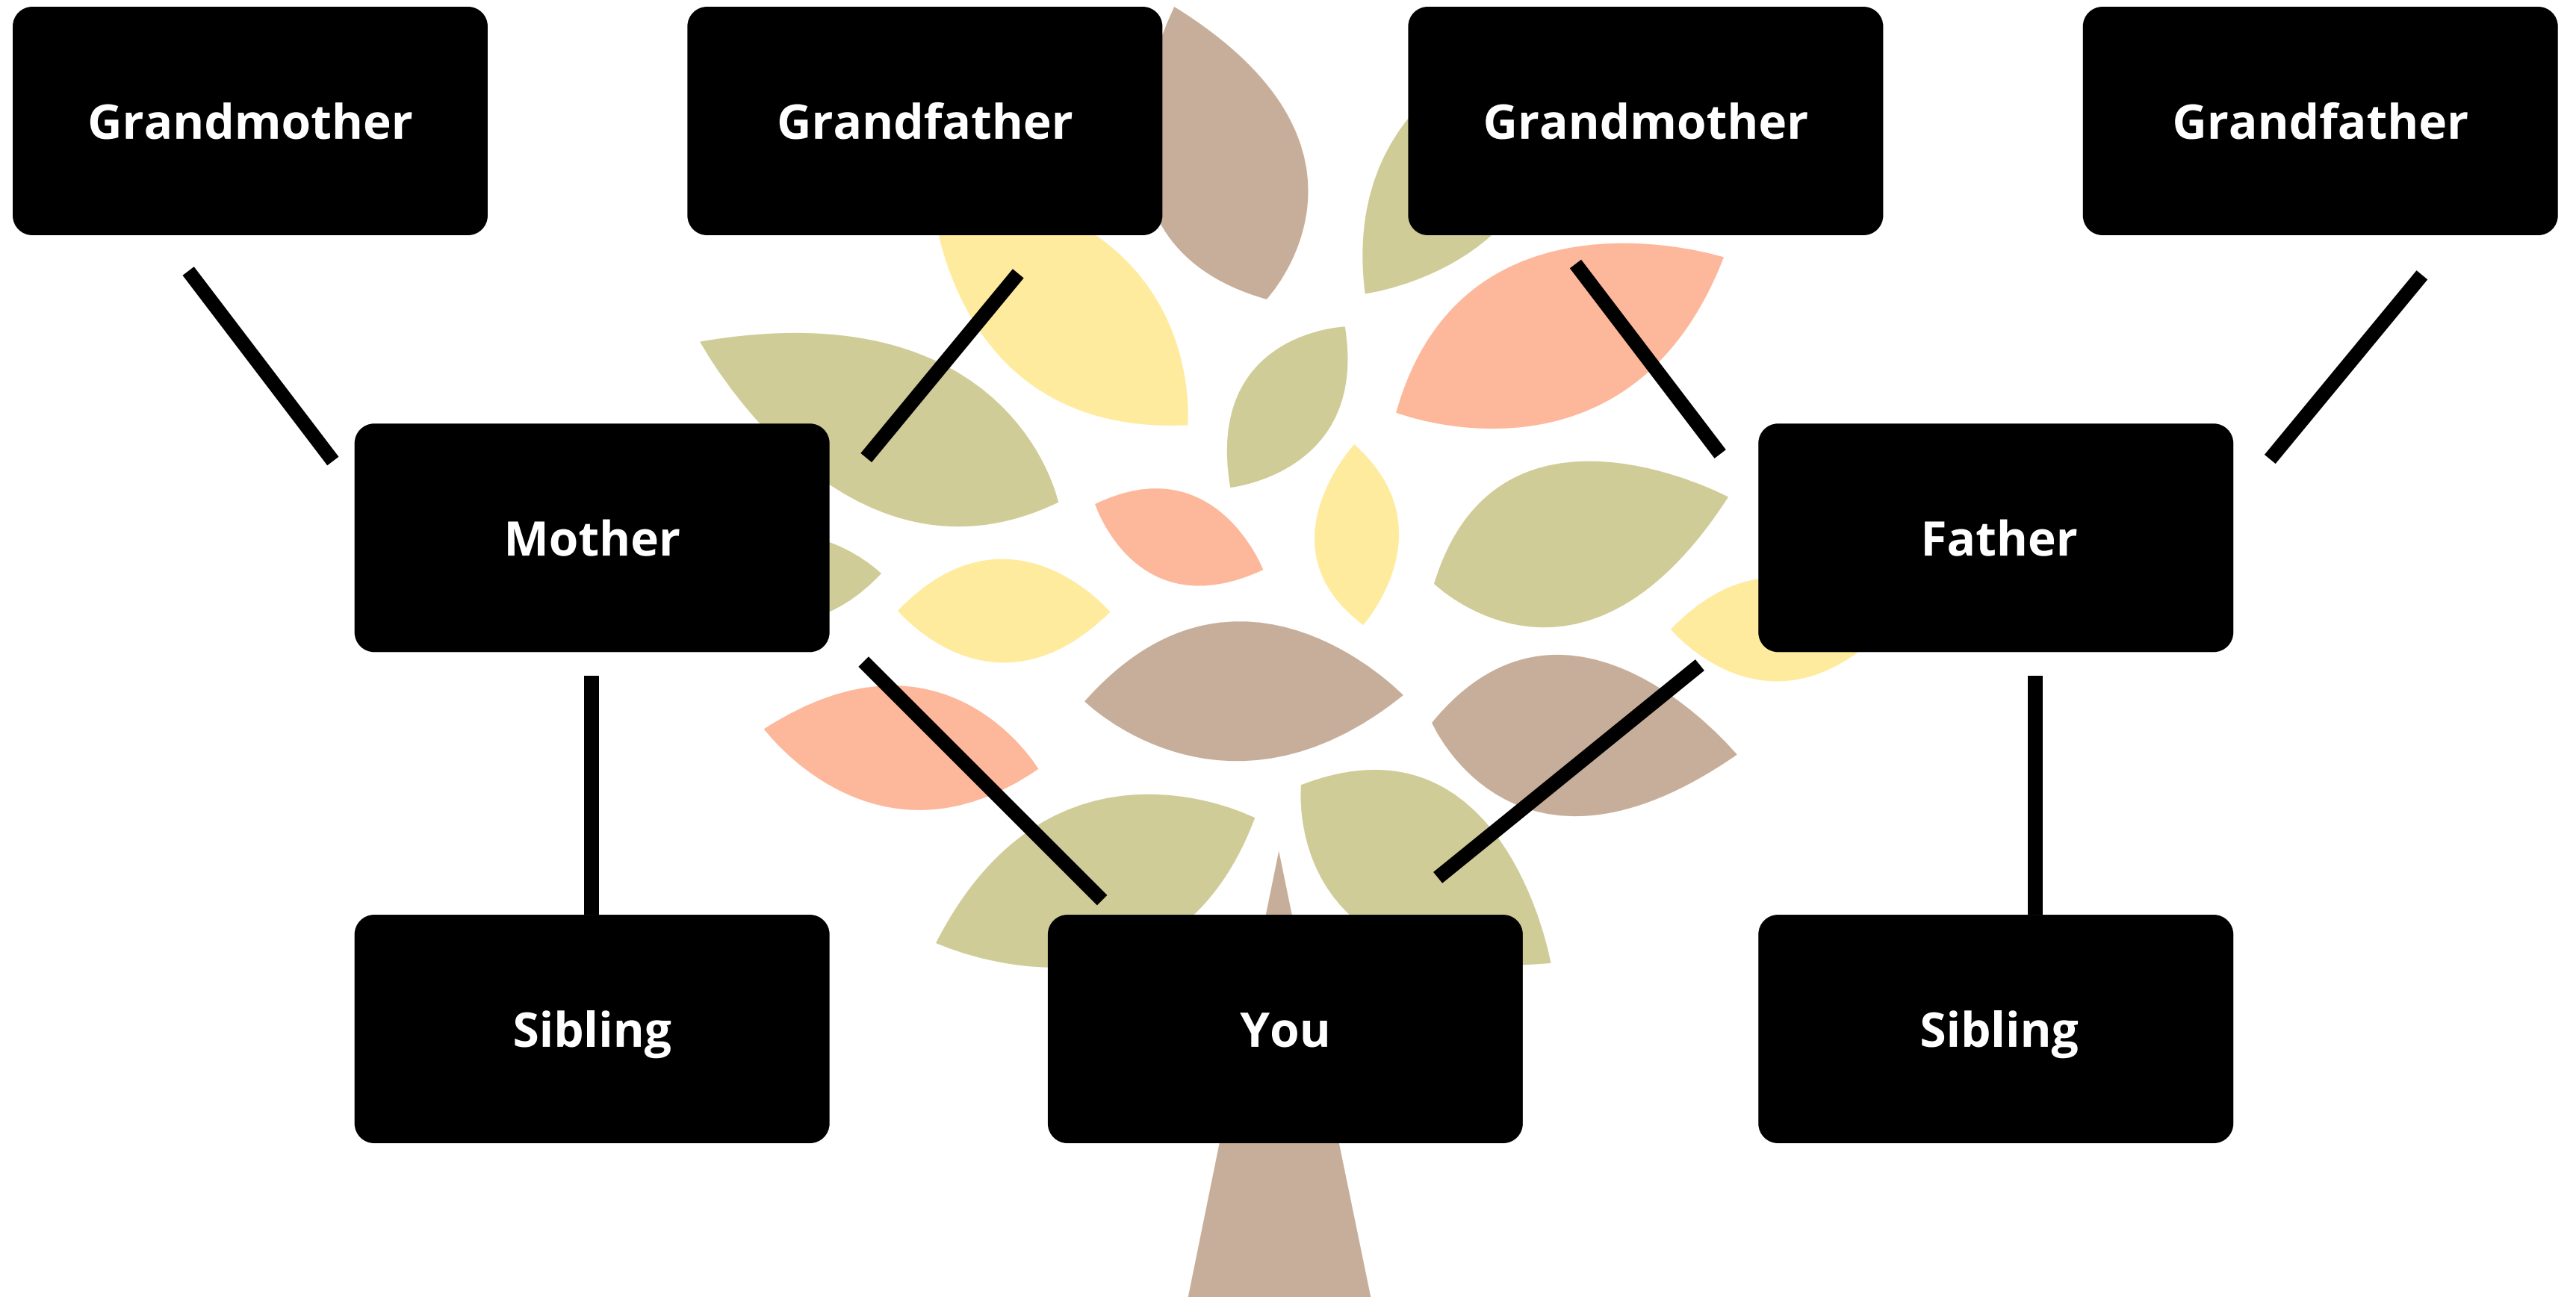 Grandmother
Grandfather
Grandmother
Grandfather
Mother
Father
Sibling
You
Sibling